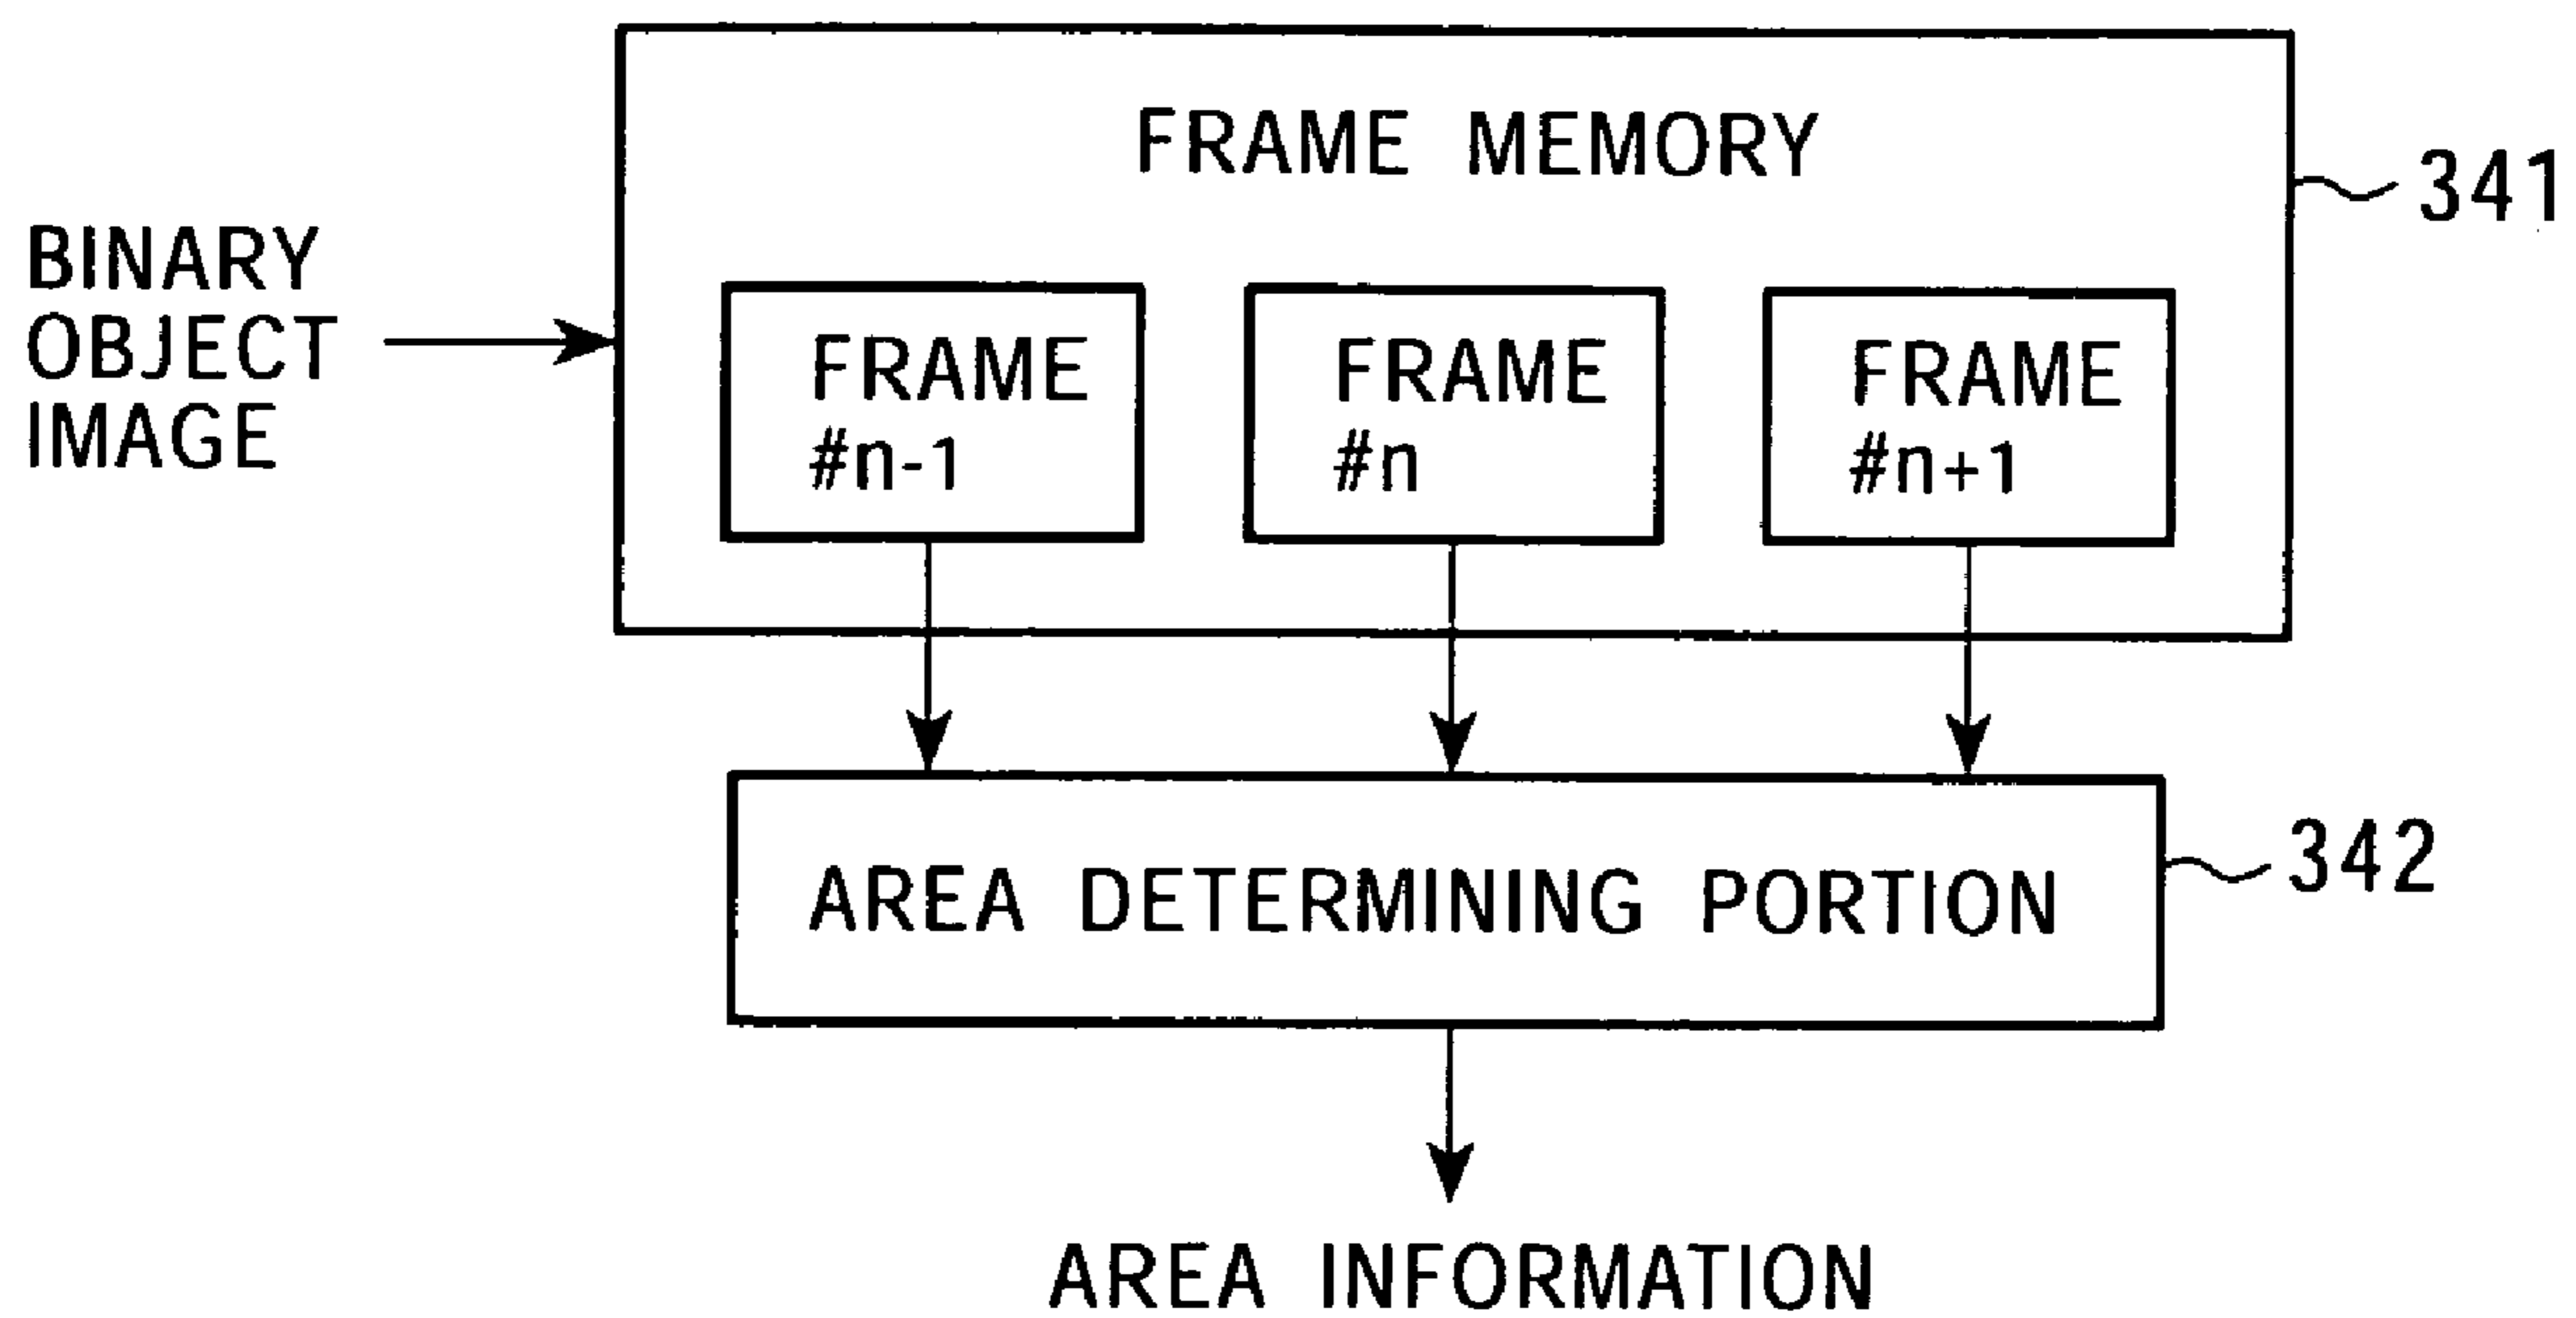 FRAME MEMORY
341
BINARY
OBJECT
IMAGE
FRAME
#n-1
FRAME
#n
FRAME
#n+1
AREA DETERMINING PORTION
342
AREA INFORMATION